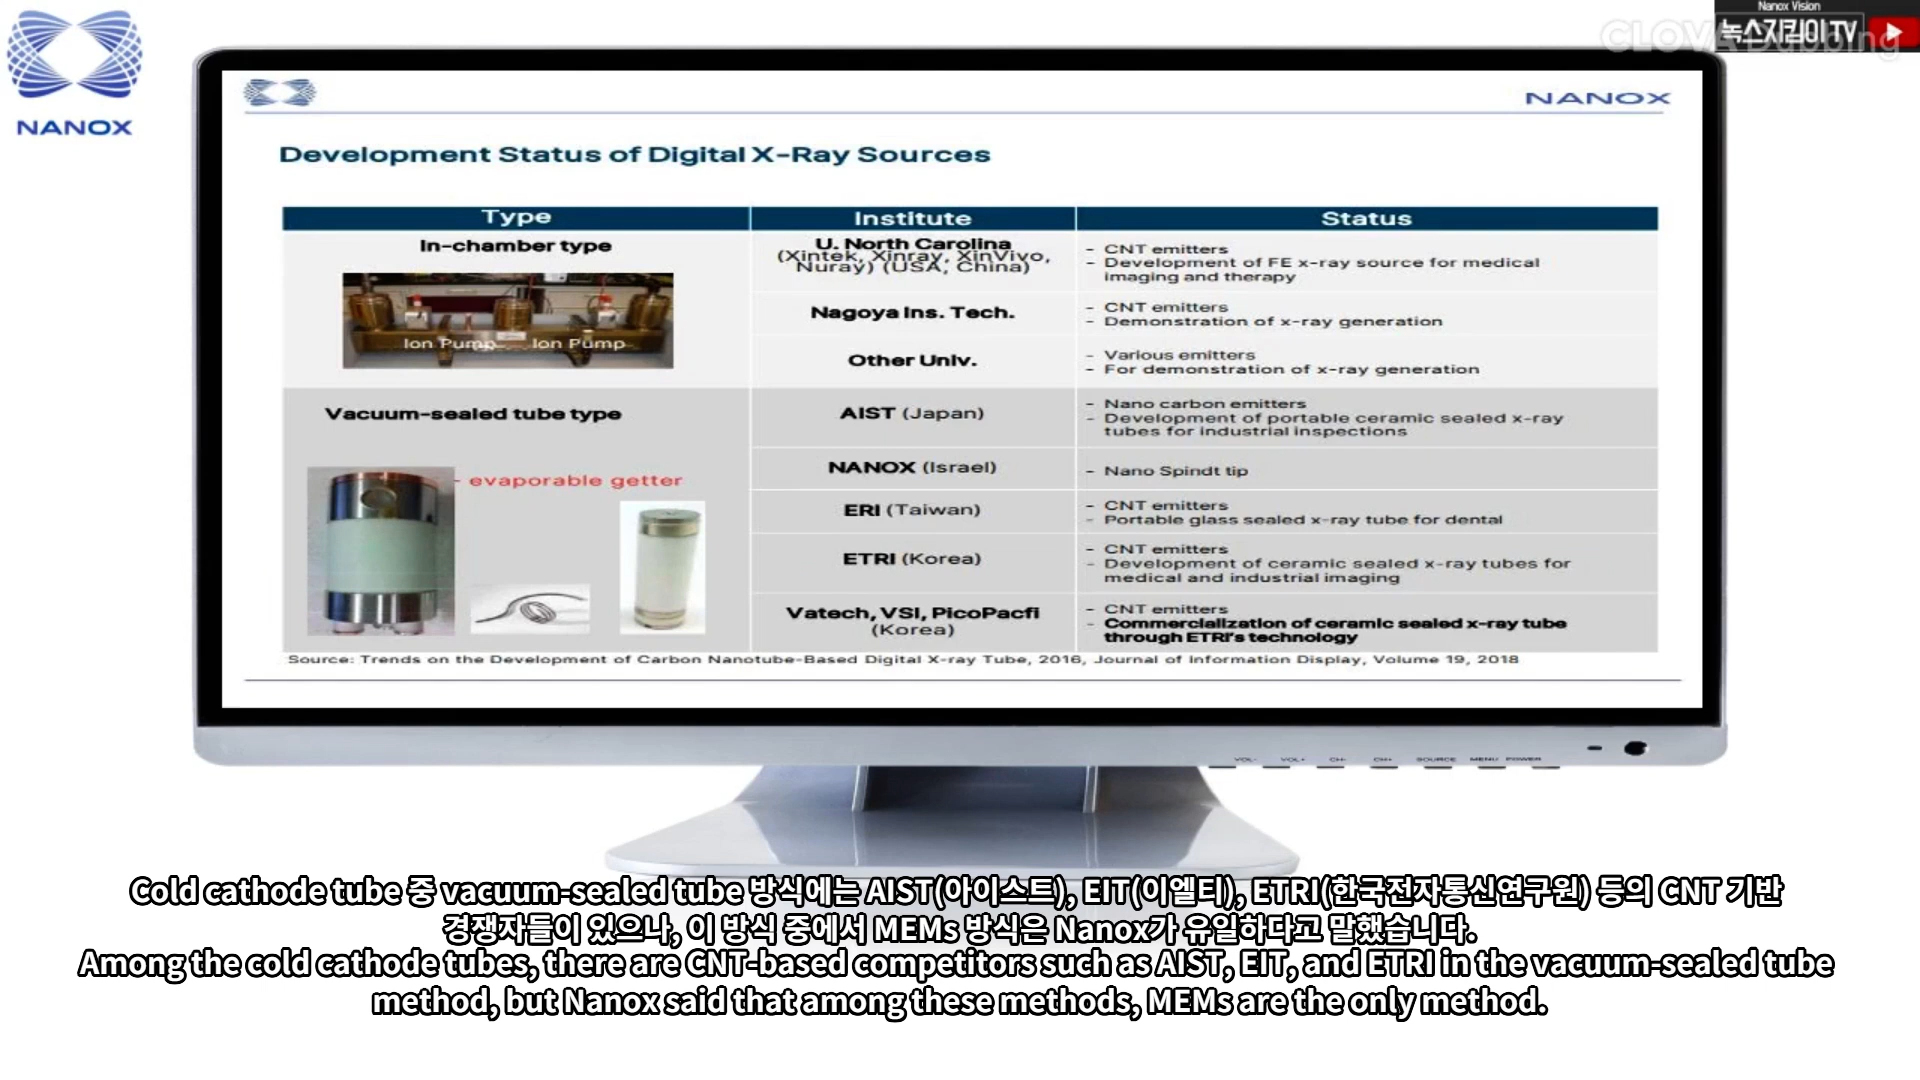 NANOX
Nanox Vision
녹스지킴이TV
CLOVA Dubbing
NANOX
Development Status of Digital X-Ray Sources
Type Institute Status
In-chamber type
Ion Pump Ion Pump
U. North Carolina
(Xintek, Xinray, XinVivo,
Nuray) (USA, China)
- CNT emitters
- Development of FE x-ray source for medical
imaging and therapy
Nagoya Ins. Tech.
- CNT emitters
- Demonstration of x-ray generation
Other Univ.
- Various emitters
- For demonstration of x-ray generation
Vacuum-sealed tube type
- evaporable getter
AIST (Japan)
- Nano carbon emitters
- Development of portable ceramic sealed x-ray
tubes for industrial inspections
NANOX (Israel)
- Nano Spindt tip
ERI (Taiwan)
- CNT emitters
- Portable glass sealed x-ray tube for dental
ETRI (Korea)
- CNT emitters
- Development of ceramic sealed x-ray tubes for
medical and industrial imaging
Vatech, VSI, PicoPacfi
(Korea)
- CNT emitters
- Commercialization of ceramic sealed x-ray tube
through ETRI's technology
Source: Trends on the Development of Carbon Nanotube-Based Digital X-ray Tube, 2016, Journal of Information Display, Volume 19, 2018
VOL- VOL+ CH- CH+ SOURCE MENU POWER
Cold cathode tube 중 vacuum-sealed tube 방식에는 AIST(아이스트), EIT(이엘티), ETRI(한국전자통신연구원) 등의 CNT 기반
경쟁자들이 있으나, 이 방식 중에서 MEMs 방식은 Nanox가 유일하다고 말했습니다.
Among the cold cathode tubes, there are CNT-based competitors such as AIST, EIT, and ETRI in the vacuum-sealed tube
method, but Nanox said that among these methods, MEMs are the only method.